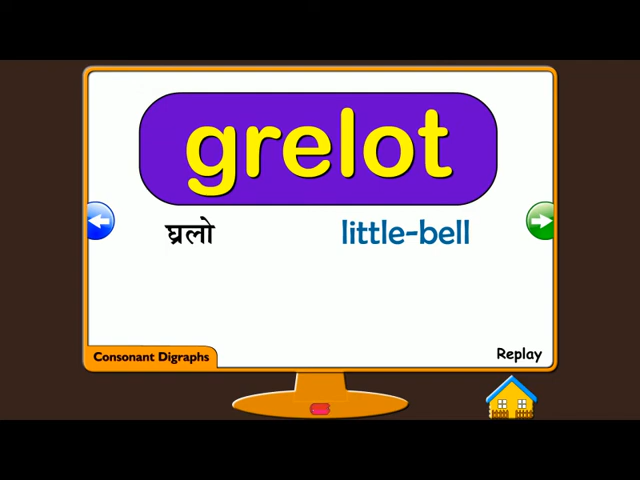 grelot
घ्रलो little-bell
Consonant Digraphs
Replay